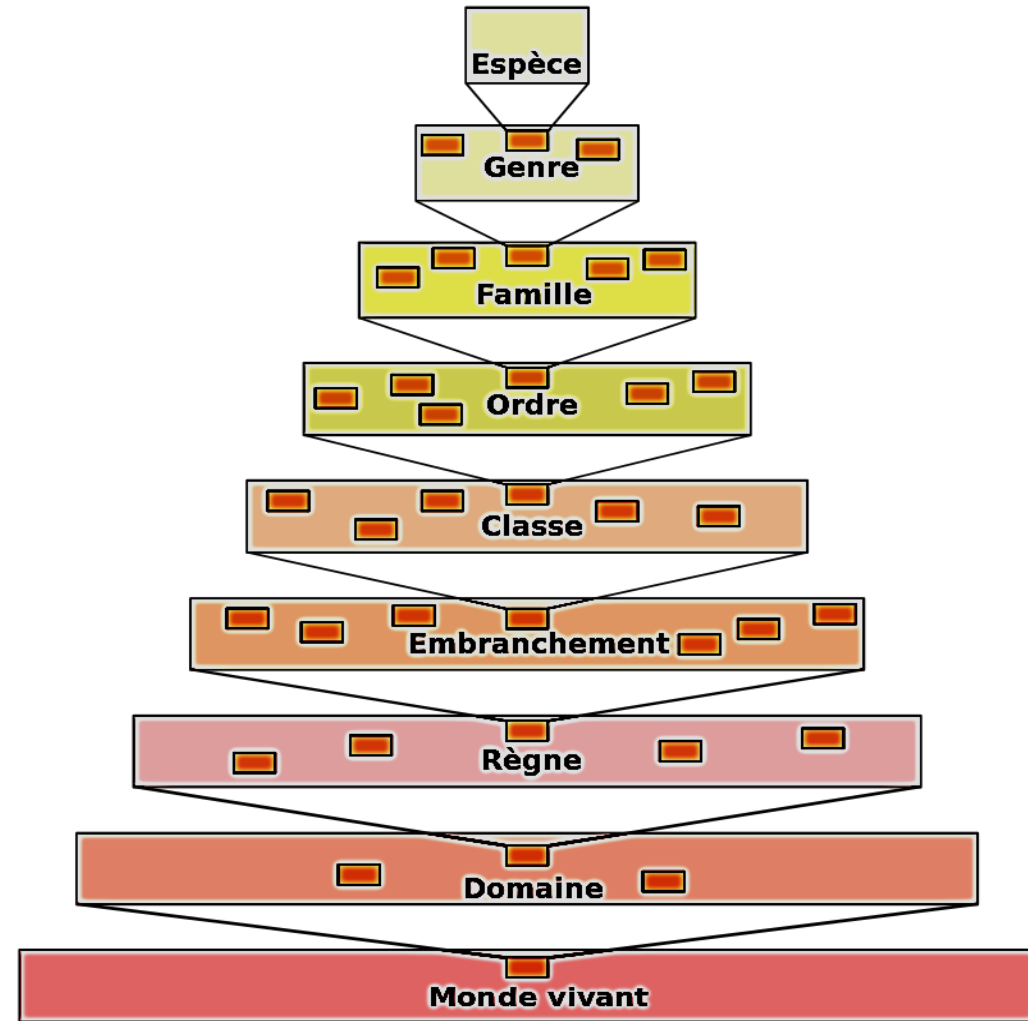 Espèce
Genre
Famille
Ordre
Classe
Embranchement
Règne
Domaine
Monde vivant